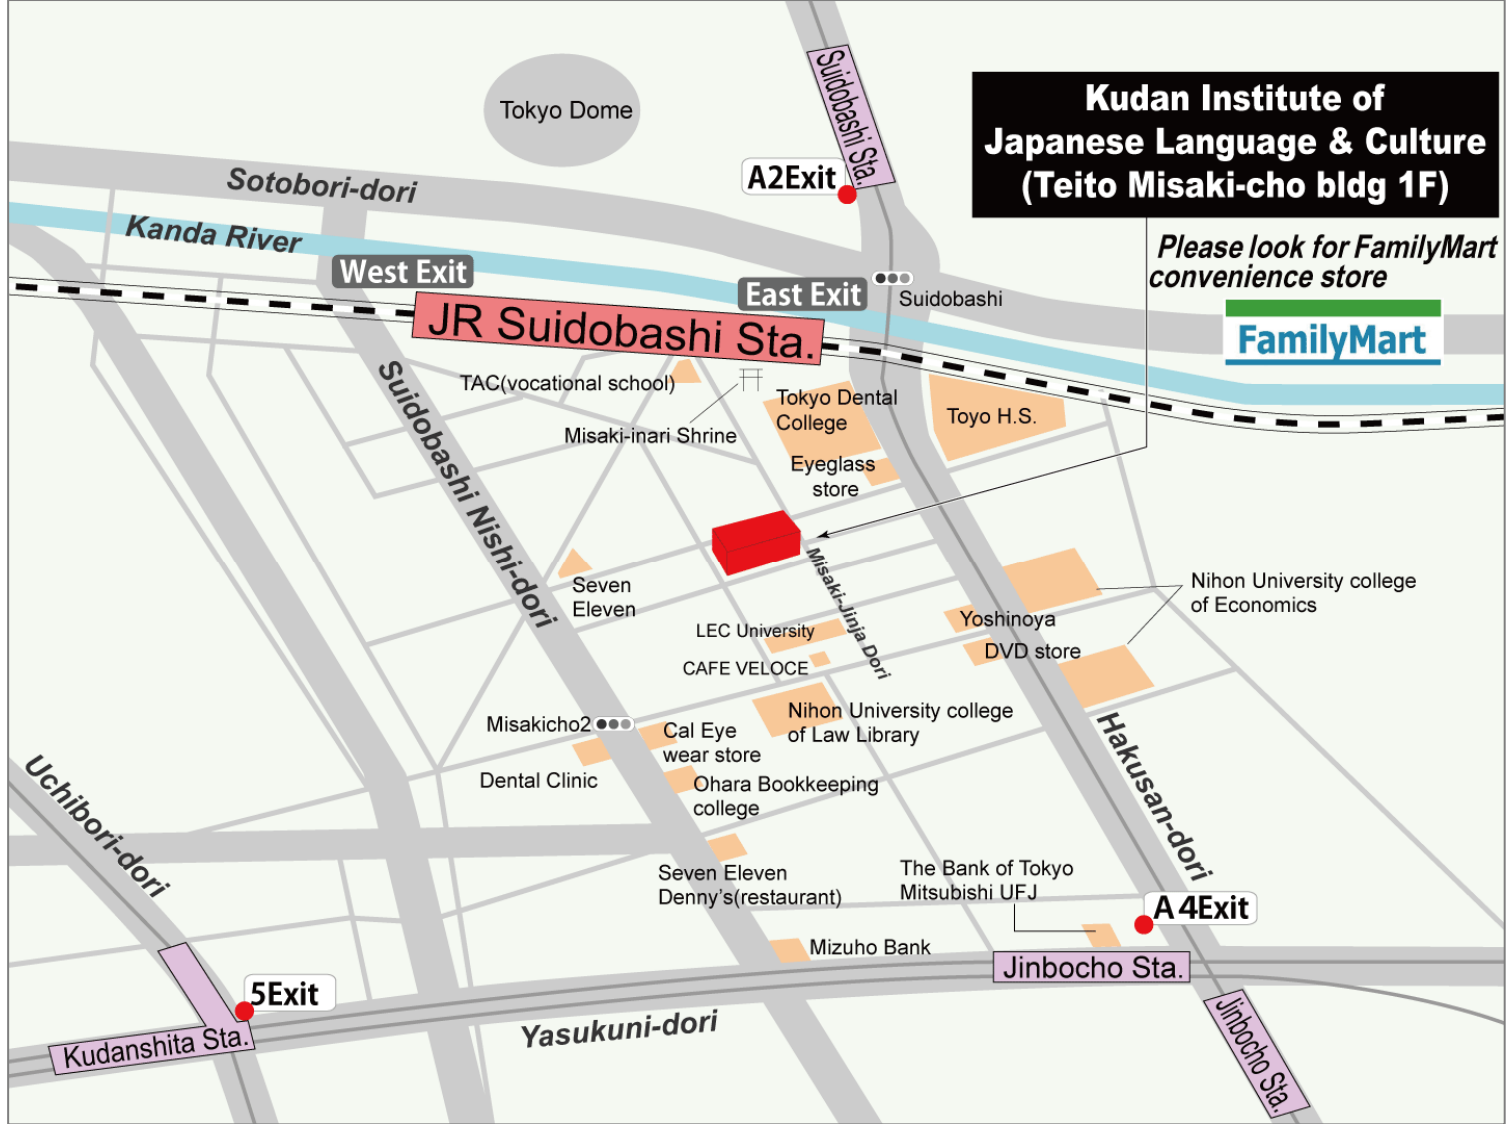 Tokyo Dome
Suidobashi Sta.
Kudan Institute of
Japanese Language & Culture
(Teito Misaki-cho bldg 1F)
A2Exit
Sotobori-dori
Kanda River
Please look for FamilyMart
convenience store
FamilyMart
West Exit
East Exit
Suidobashi
JR Suidobashi Sta.
TAC(vocational school)
Misaki-inari Shrine
Tokyo Dental
College
Toyo H.S.
Eyeglass
store
Suidobashi Nishi-dori
Misaki-Jinja Dori
Seven
Eleven
Nihon University college
of Economics
Yoshinoya
DVD store
LEC University
CAFE VELOCE
Misakicho2
Nihon University college
of Law Library
Cal Eye
wear store
Dental Clinic
Ohara Bookkeeping
college
Hakusan-dori
Uchibori-dori
Seven Eleven
Denny's(restaurant)
The Bank of Tokyo
Mitsubishi UFJ
A4Exit
Mizuho Bank
Jinbocho Sta.
5Exit
Kudanshita Sta.
Yasukuni-dori
Jinbocho Sta.